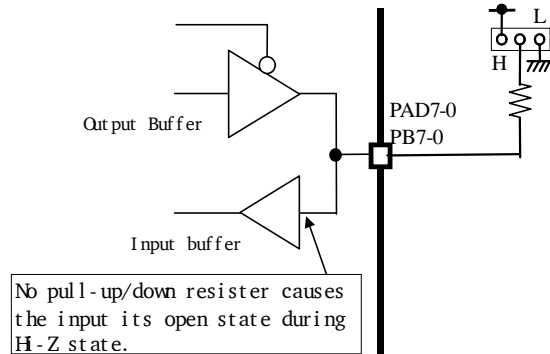 L
H
PAD7-0
PB7-0
Output Buffer
Input buffer
No pull-up/down resister causes
the input its open state during
Hi-Z state.